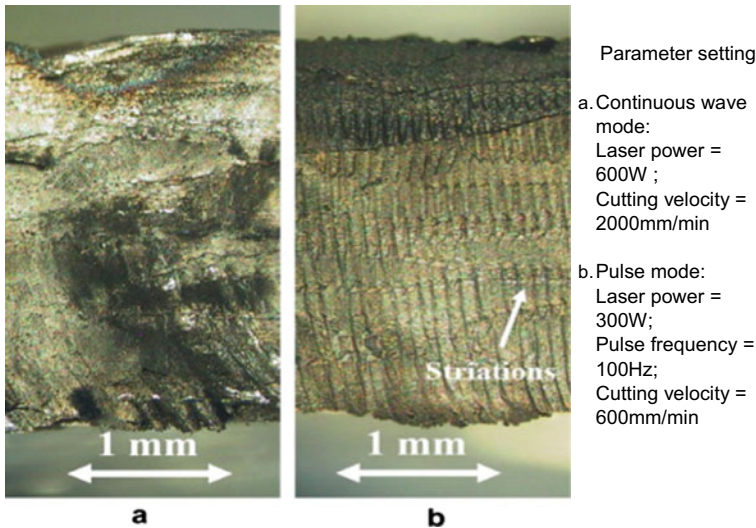 Parameter setting
a. Continuous wave
mode:
Laser power =
600W ;
Cutting velocity =
2000mm/min
b. Pulse mode:
Laser power =
300W;
Pulse frequency =
100Hz;
Cutting velocity =
600mm/min
Striations
1 mm
1 mm
a
b